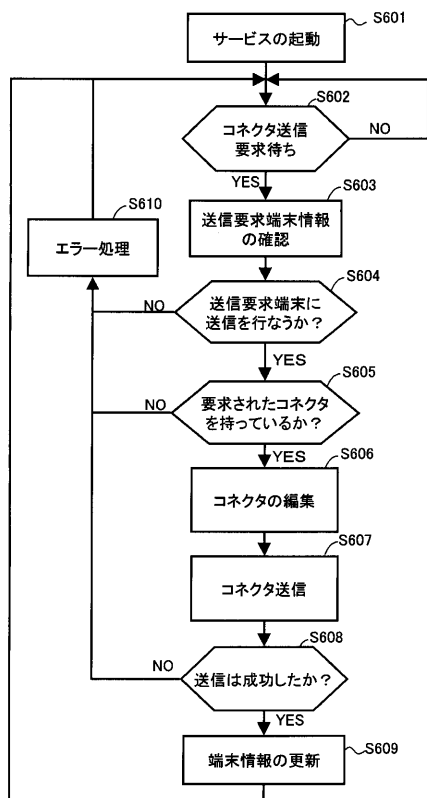 S601
サービスの起動
S602
コネクタ送信
要求待ち
NO
YES
S603
送信要求端末情報
の確認
S610
エラー処理
S604
送信要求端末に
送信を行なうか？
NO
YES
S605
要求されたコネクタ
を持っているか？
NO
YES
S606
コネクタの編集
S607
コネクタ送信
S608
送信は成功したか？
NO
YES
S609
端末情報の更新